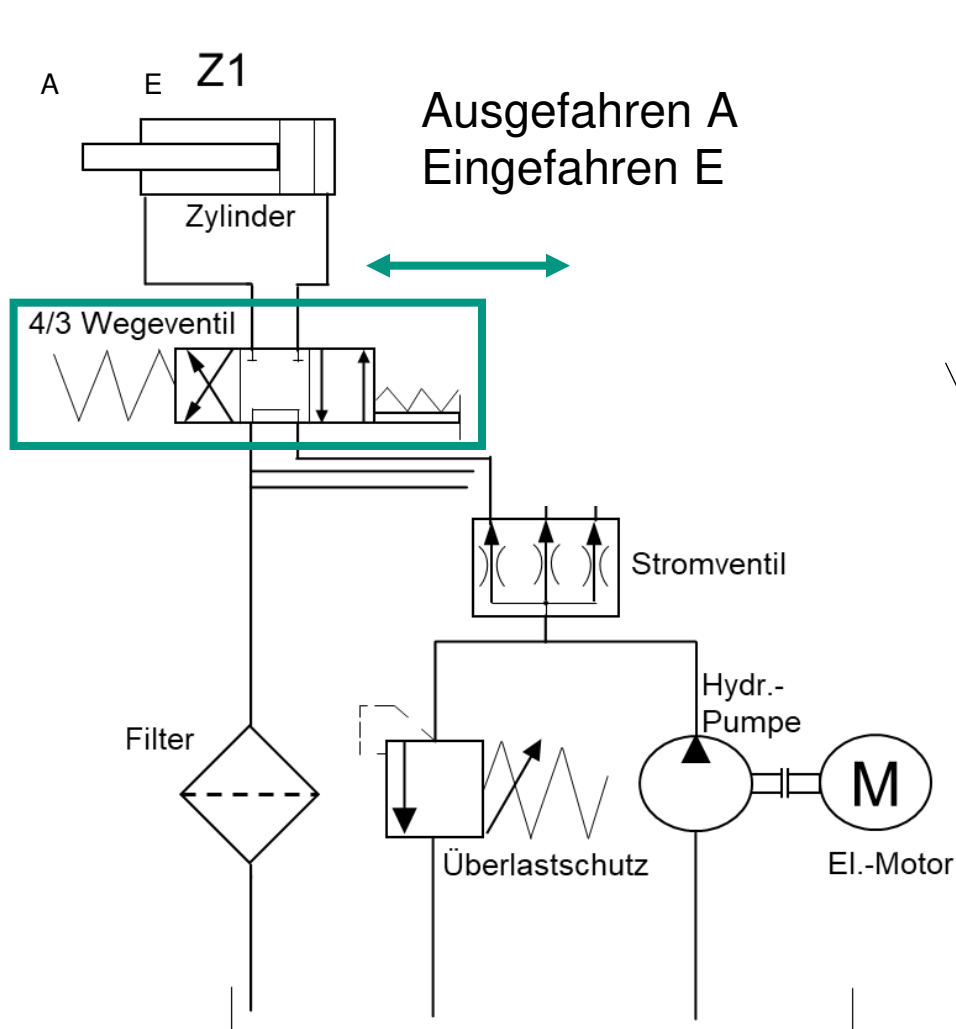 A
E
Z1
Ausgefahren A
Eingefahren E
Zylinder
4/3 Wegeventil
Stromventil
Hydr.-
Pumpe
Filter
M
Überlastschutz
El.-Motor